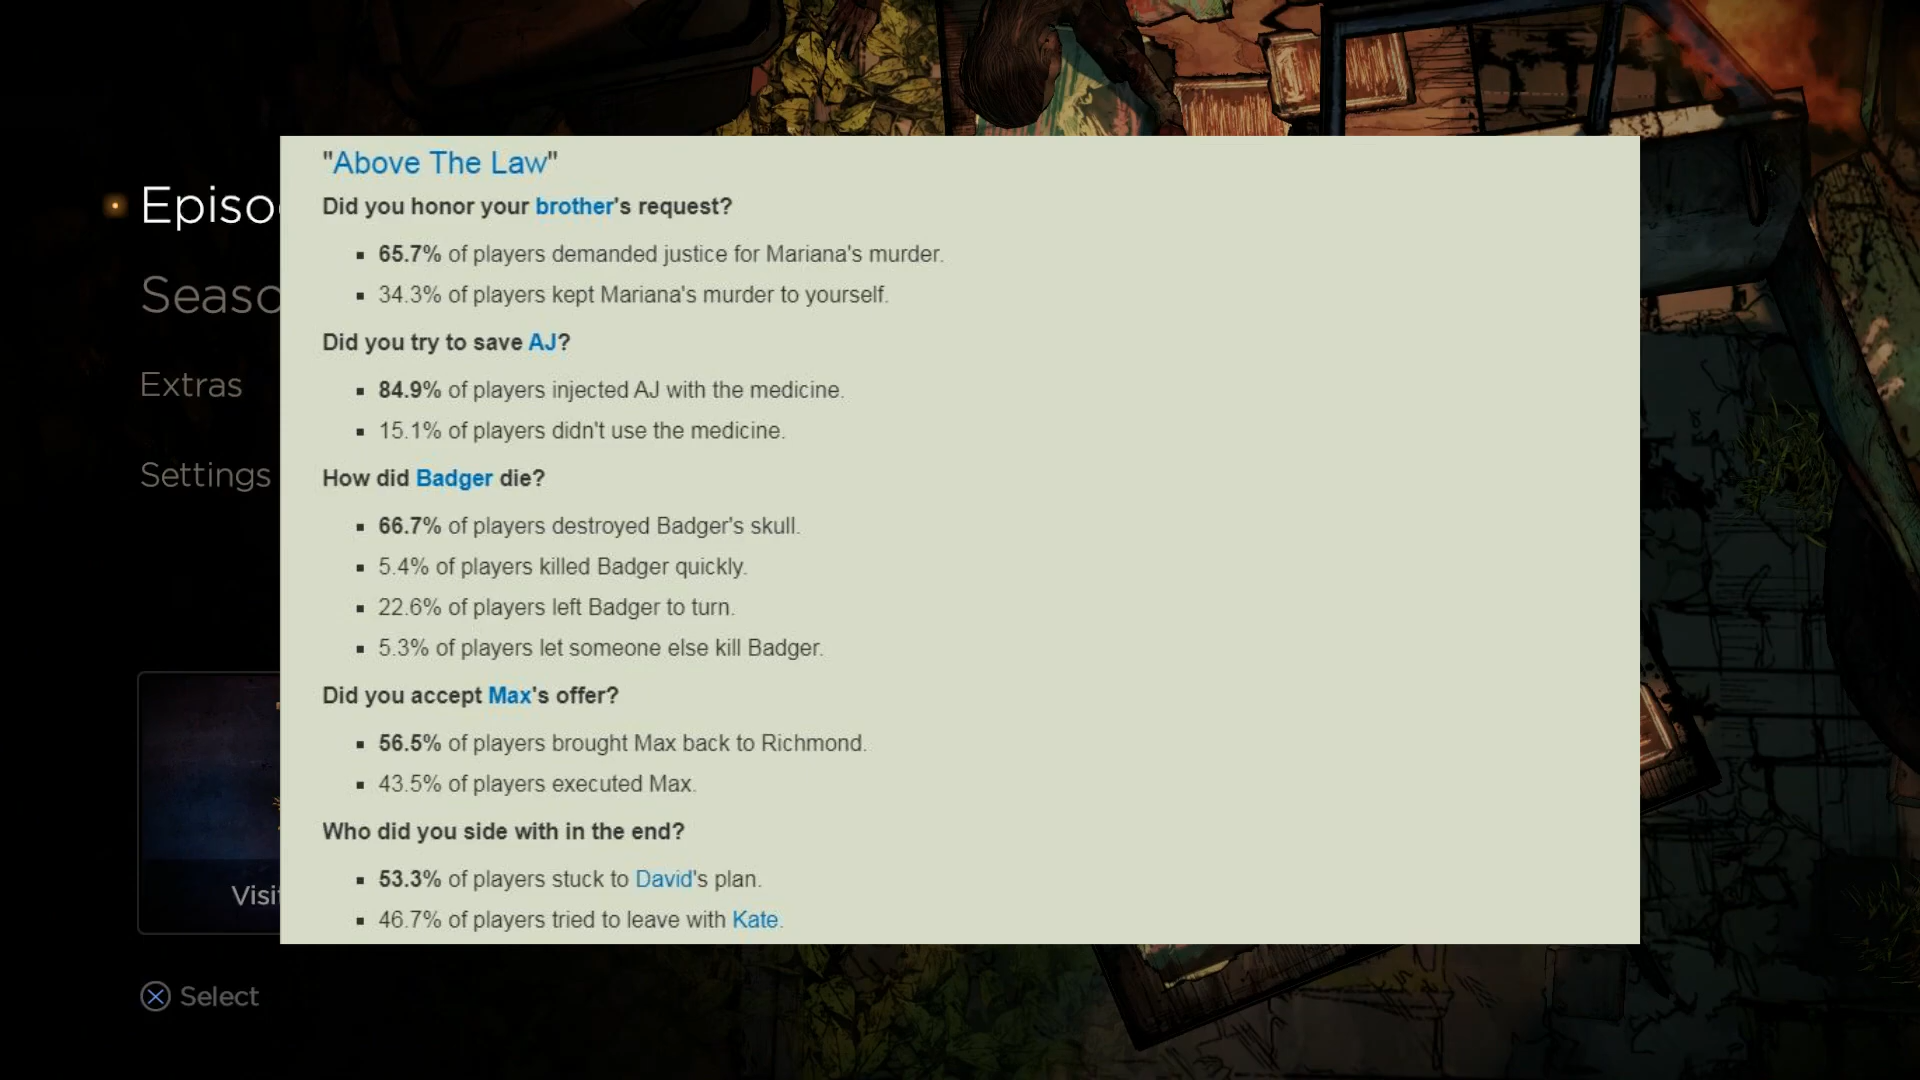 "Above The Law"
Did you honor your brother's request?
65.7% of players demanded justice for Mariana's murder.
34.3% of players kept Mariana's murder to yourself.
Did you try to save AJ?
84.9% of players injected AJ with the medicine.
15.1% of players didn't use the medicine.
How did Badger die?
66.7% of players destroyed Badger's skull.
5.4% of players killed Badger quickly.
22.6% of players left Badger to turn.
5.3% of players let someone else kill Badger.
Did you accept Max's offer?
56.5% of players brought Max back to Richmond.
43.5% of players executed Max.
Who did you side with in the end?
53.3% of players stuck to David's plan.
46.7% of players tried to leave with Kate.
Episo
Seaso
Extras
Settings
Visi
Select